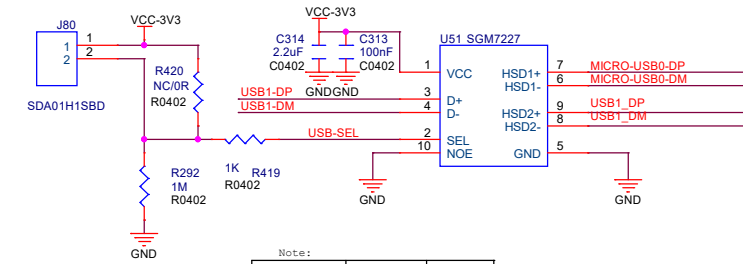 J80
1
2
SDA01H1SBD
VCC-3V3
R420
NC/0R
R0402
R292
1M
R0402
GND
1K
R419
R0402
VCC-3V3
C314
2.2uF
C0402
C313
100nF
C0402
GND
GND
USB1-DP
USB1-DM
USB-SEL
U51 SGM7227
1 VCC
3 D+
4 D-
2 SEL
10 NOE
HSD1+ 7 MICRO-USB0-DP
HSD1- 6 MICRO-USB0-DM
HSD2+ 9 USB1_DP
HSD2- 8 USB1_DM
GND 5
GND
GND
Note: